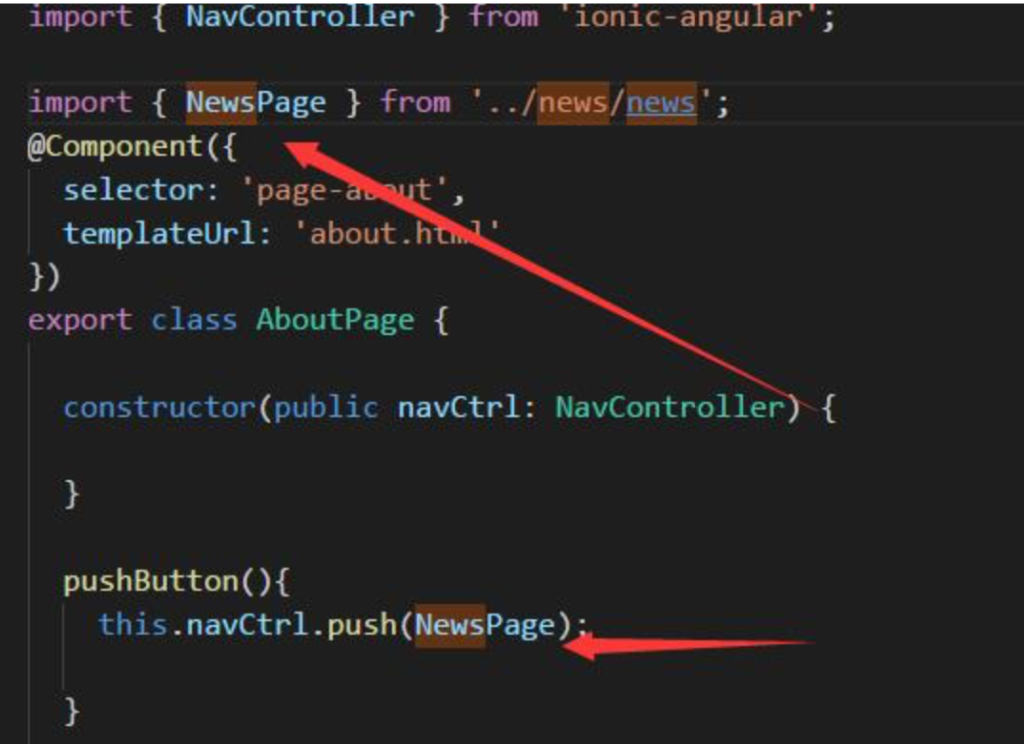 import { NavController } from 'ionic-angular';
import { NewsPage } from '../news/news';
@Component({
selector: 'page-about',
templateUrl: 'about.html'
})
export class AboutPage {
constructor(public navCtrl: NavController) {
}
pushButton(){
this.navCtrl.push(NewsPage);
}